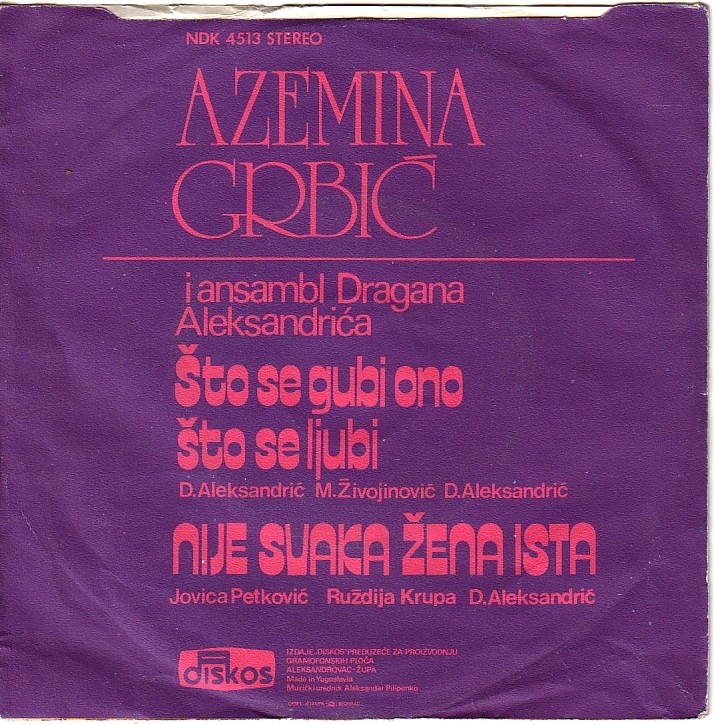 NDK 4513 STEREO
AZEMINA
GRBIĆ
i ansambl Dragana
Aleksandrića
Što se gubi ono
što se ljubi
D. Aleksandrić M. Živojinović D. Aleksandrić
NIJE SVAKA ŽENA ISTA
Jovica Petković Ruždija Krupa D. Aleksandrić
diskos
IZDAJE „DISKOS" PREDUZEĆE ZA PROIZVODNJU
GRAMOFONSKIH PLOČA
ALEKSANDROVAC-ŽUPA
Made in Yugoslavia
Muzički urednik Aleksander Pilipenko